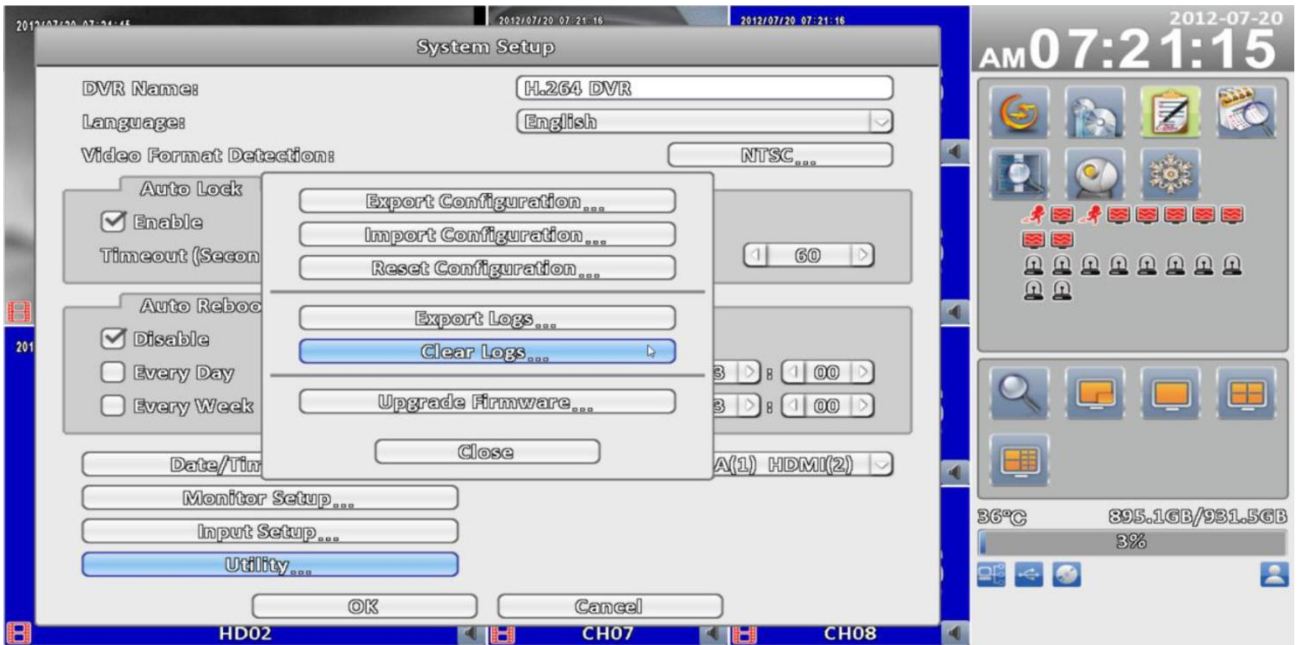 2012/07/20 07:21:16
2012/07/20 07:21:16
2012-07-20
AM07:21:15
System Setup
DVR Name:
H.264 DVR
Language:
English
Video Format Detection:
NTSC...
Auto Lock
Enable
Timeout (Secon
60
Export Configuration...
Import Configuration...
Reset Configuration...
Export Logs...
Clear Logs...
Upgrade Firmware...
Close
Auto Reboo
Disable
Every Day
3 : 00
Every Week
3 : 00
201
Date/Tim
A(1) HDMI(2)
Monitor Setup...
Input Setup...
Utility...
OK
Cancel
36°C
895.1GB/931.5GB
3%
HD02
CH07
CH08